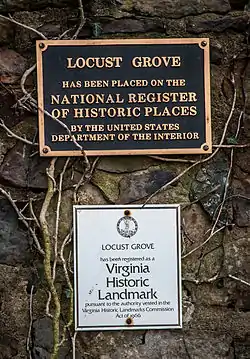 LOCUST GROVE
HAS BEEN PLACED ON THE
NATIONAL REGISTER
OF HISTORIC PLACES
BY THE UNITED STATES
DEPARTMENT OF THE INTERIOR
LOCUST GROVE
has been registered as a
Virginia
Historic
Landmark
pursuant to the authority vested in the
Virginia Historic Landmarks Commission
Act of 1966